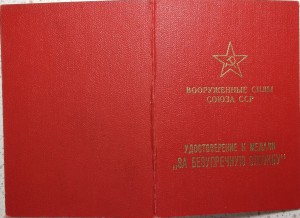 ВООРУЖЕННЫЕ СИЛЫ
СОЮЗА ССР
УДОСТОВЕРЕНИЕ К МЕДАЛИ
„ЗА БЕЗУПРЕЧНУЮ СЛУЖБУ"